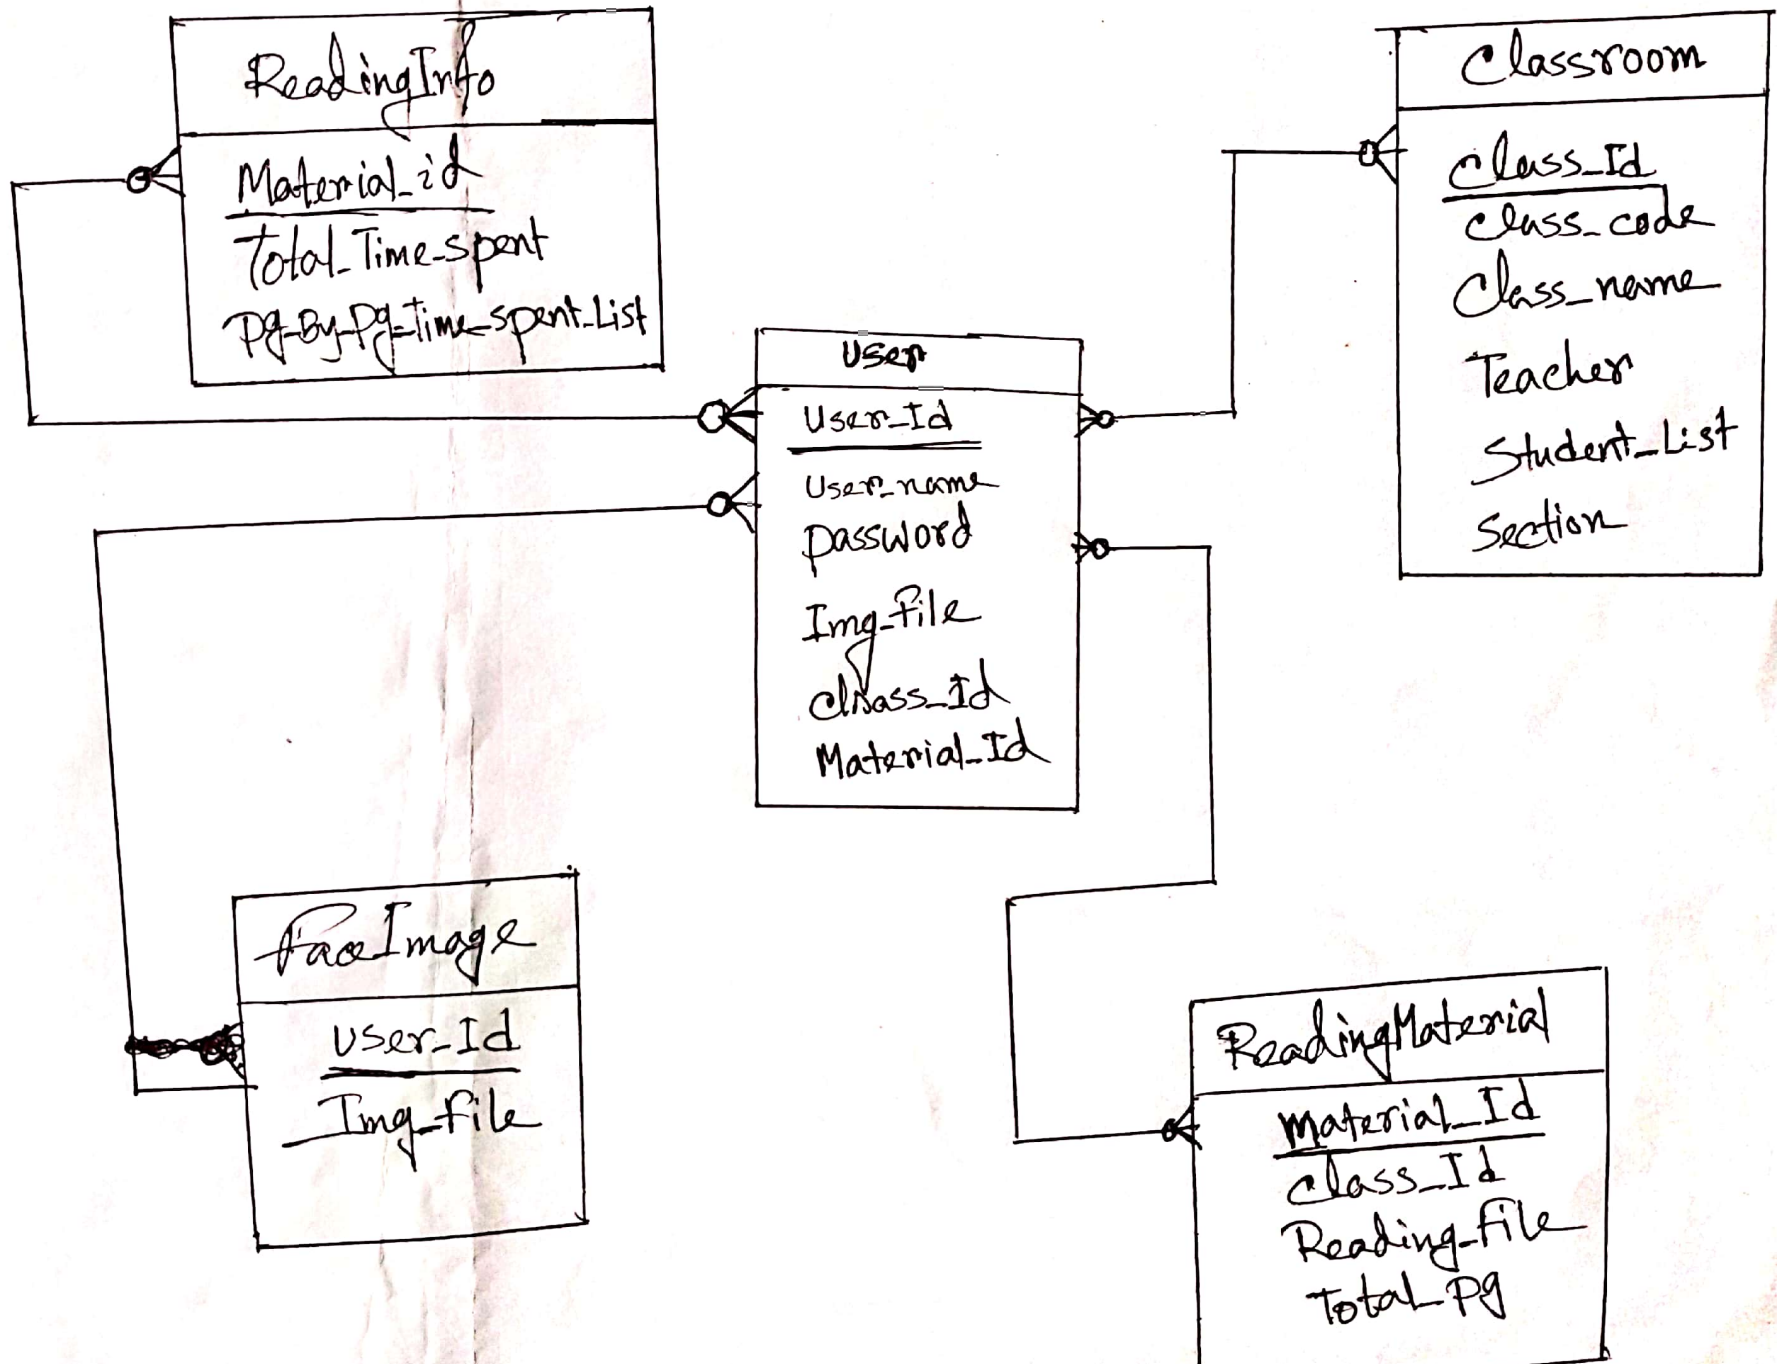 ReadingInfo
Material_id
Total_Time_spent
Pg_By_Pg_Time_spent_List
Classroom
Class_Id
Class_code
Class_name
Teacher
Student_List
Section
User
User_Id
User_name
Password
Img_file
Class_Id
Material_Id
FaceImage
User_Id
Img_file
ReadingMaterial
Material_Id
Class_Id
Reading_file
Total_Pg